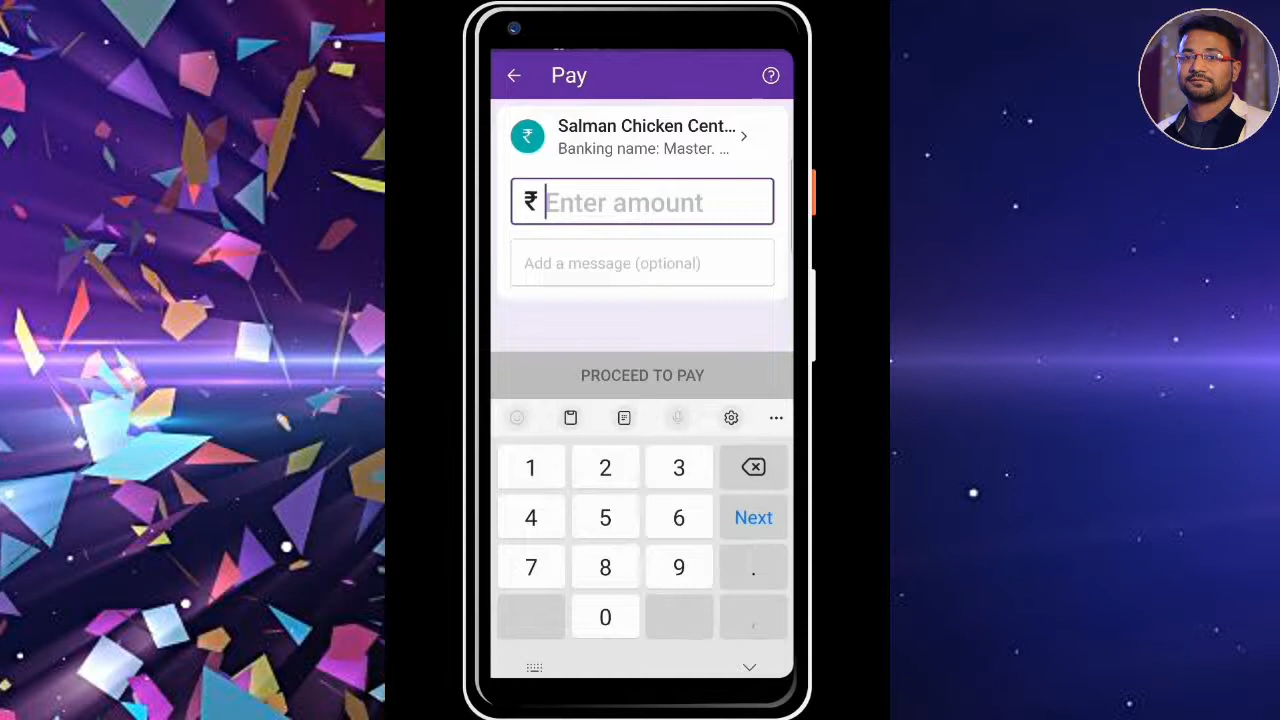 Pay
Salman Chicken Cent...
Banking name: Master. ...
₹ Enter amount
Add a message (optional)
PROCEED TO PAY
1 2 3
4 5 6 Next
7 8 9 .
0 ,